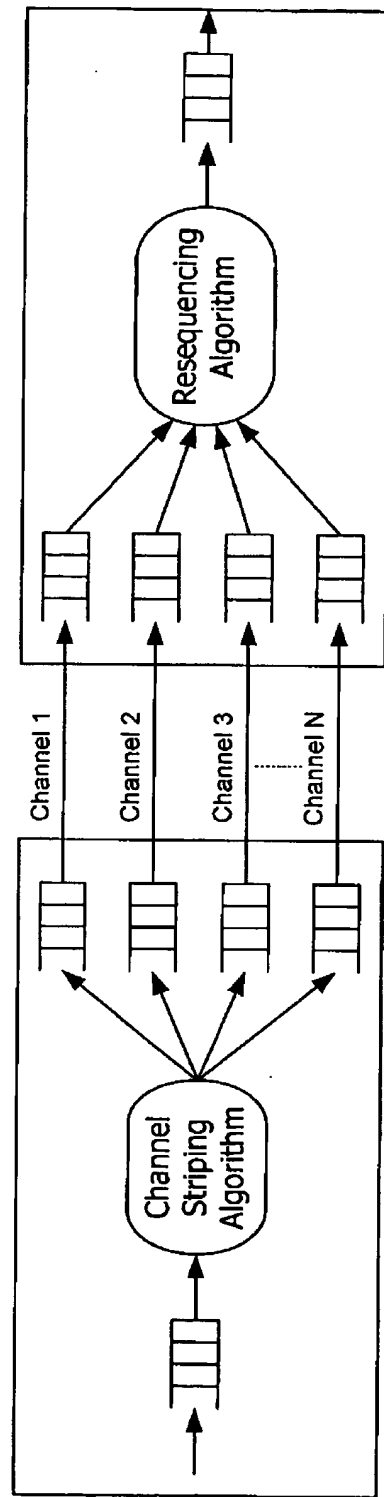 Channel
Striping
Algorithm
Channel 1
Channel 2
Channel 3
Channel N
Resequencing
Algorithm